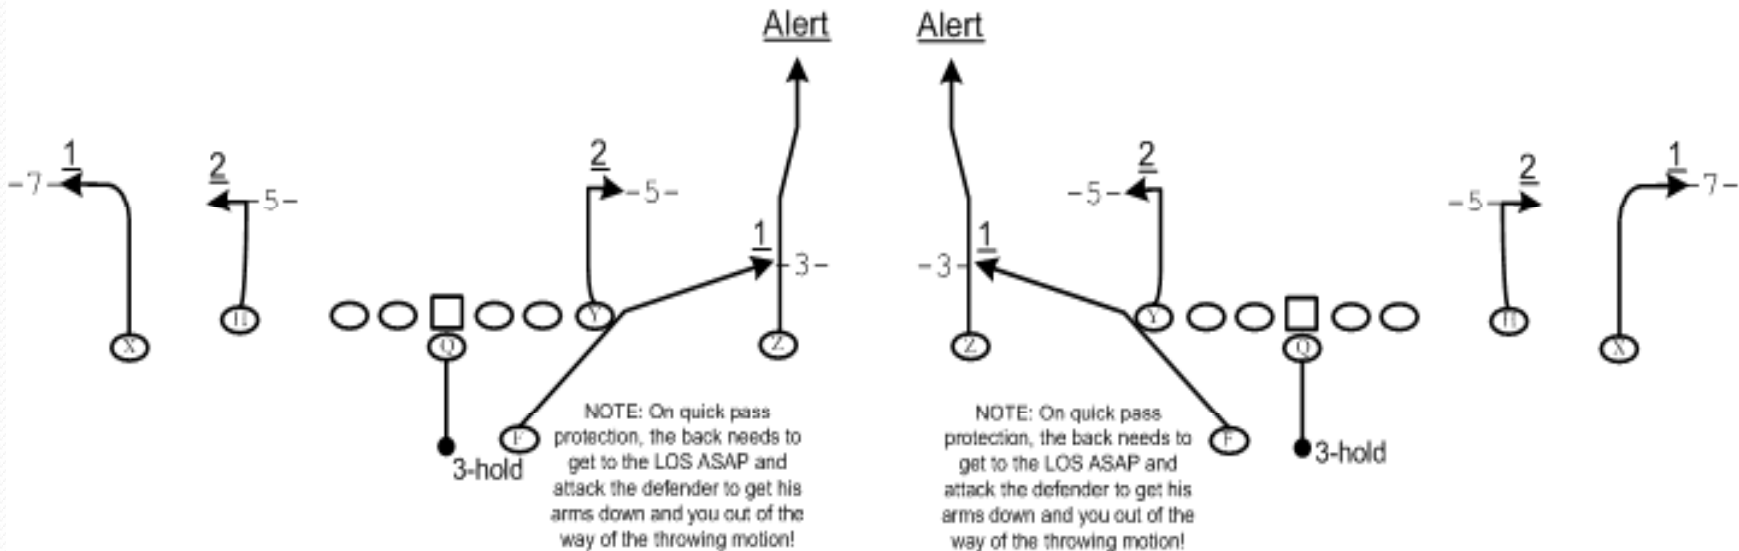 Alert Alert
1 2 2 2 2 1
-7- -5- -5- -5- -5- -7-
1 1
-3- -3-
Y Y
X H Q Z Z Q H X
F F
3-hold 3-hold
NOTE: On quick pass
protection, the back needs to
get to the LOS ASAP and
attack the defender to get his
arms down and you out of the
way of the throwing motion!
NOTE: On quick pass
protection, the back needs to
get to the LOS ASAP and
attack the defender to get his
arms down and you out of the
way of the throwing motion!